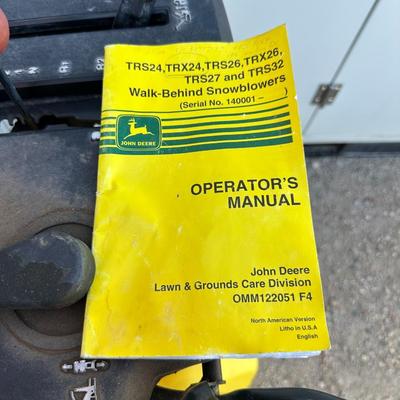 TRS24, TRX24, TRS26, TRX26,
TRS27 and TRS32
Walk-Behind Snowblowers
(Serial No. 140001 – )
JOHN DEERE
OPERATOR'S
MANUAL
John Deere
Lawn & Grounds Care Division
OMM122051 F4
North American Version
Litho in U.S.A
English